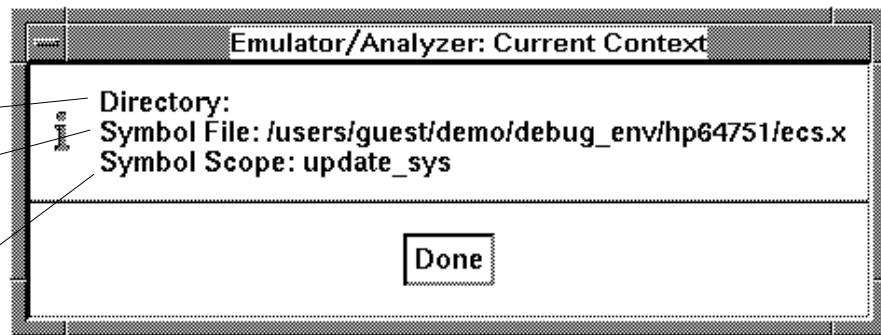 Emulator/Analyzer: Current Context
Directory:
Symbol File: /users/guest/demo/debug_env/hp64751/ecs.x
Symbol Scope: update_sys
Done